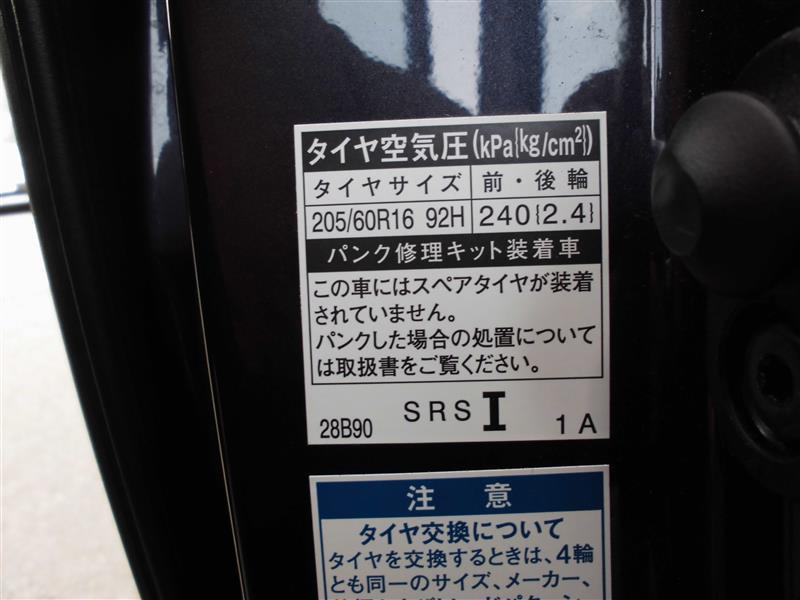 タイヤ空気圧(kPa{kg/cm²})
タイヤサイズ 前・後輪
205/60R16 92H 240{2.4}
パンク修理キット装着車
この車にはスペアタイヤが装着
されていません。
パンクした場合の処置について
は取扱書をご覧ください。
28B90 SRS I 1A
注 意
タイヤ交換について
タイヤを交換するときは、4輪
とも同一のサイズ、メーカー、